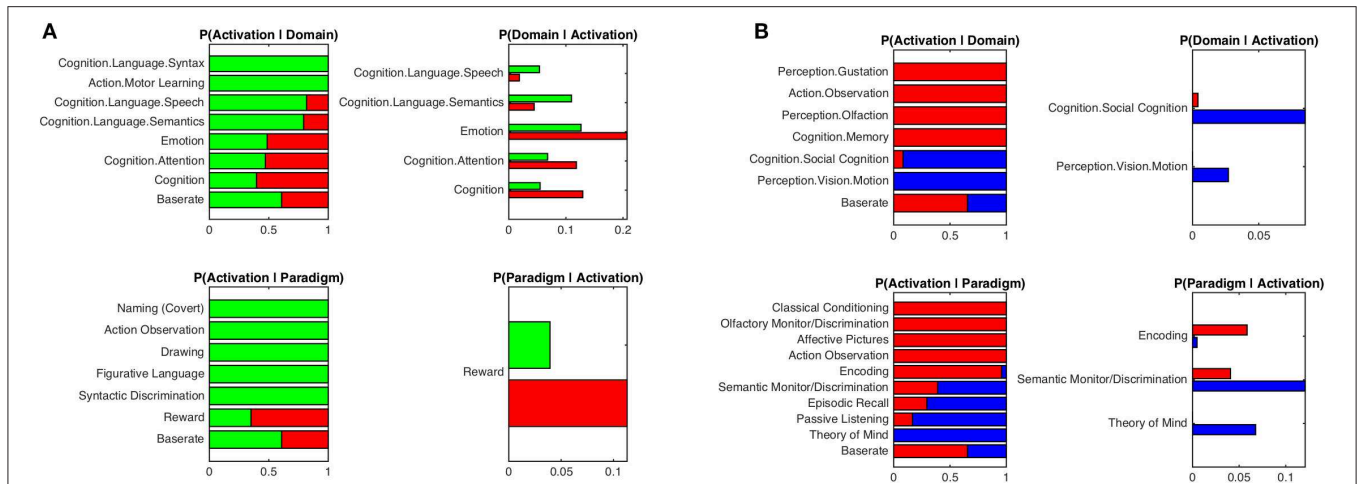 A
P(Activation | Domain)
Cognition.Language.Syntax
Action.Motor Learning
Cognition.Language.Speech
Cognition.Language.Semantics
Emotion
Cognition.Attention
Cognition
Baserate
0 0.5 1
P(Domain | Activation)
Cognition.Language.Speech
Cognition.Language.Semantics
Emotion
Cognition.Attention
Cognition
0 0.1 0.2
P(Activation | Paradigm)
Naming (Covert)
Action Observation
Drawing
Figurative Language
Syntactic Discrimination
Reward
Baserate
0 0.5 1
P(Paradigm | Activation)
Reward
0 0.05 0.1
B
P(Activation | Domain)
Perception.Gustation
Action.Observation
Perception.Olfaction
Cognition.Memory
Cognition.Social Cognition
Perception.Vision.Motion
Baserate
0 0.5 1
P(Domain | Activation)
Cognition.Social Cognition
Perception.Vision.Motion
0 0.05
P(Activation | Paradigm)
Classical Conditioning
Olfactory Monitor/Discrimination
Affective Pictures
Action Observation
Encoding
Semantic Monitor/Discrimination
Episodic Recall
Passive Listening
Theory of Mind
Baserate
0 0.5 1
P(Paradigm | Activation)
Encoding
Semantic Monitor/Discrimination
Theory of Mind
0 0.05 0.1